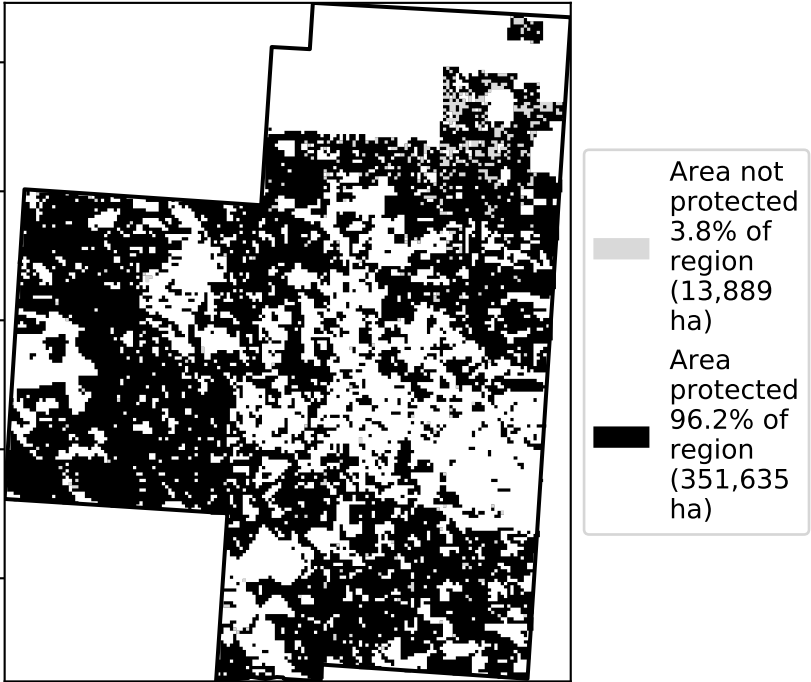 Area not
protected
3.8% of
region
(13,889
ha)
Area
protected
96.2% of
region
(351,635
ha)